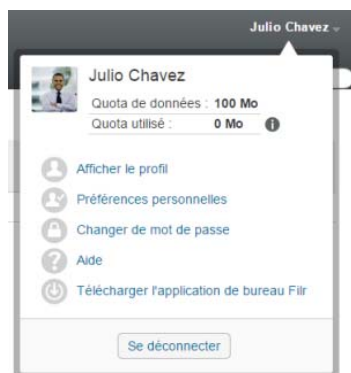 Julio Chavez
Julio Chavez
Quota de données : 100 Mo
Quota utilisé : 0 Mo
Afficher le profil
Préférences personnelles
Changer de mot de passe
Aide
Télécharger l'application de bureau Filr
Se déconnecter